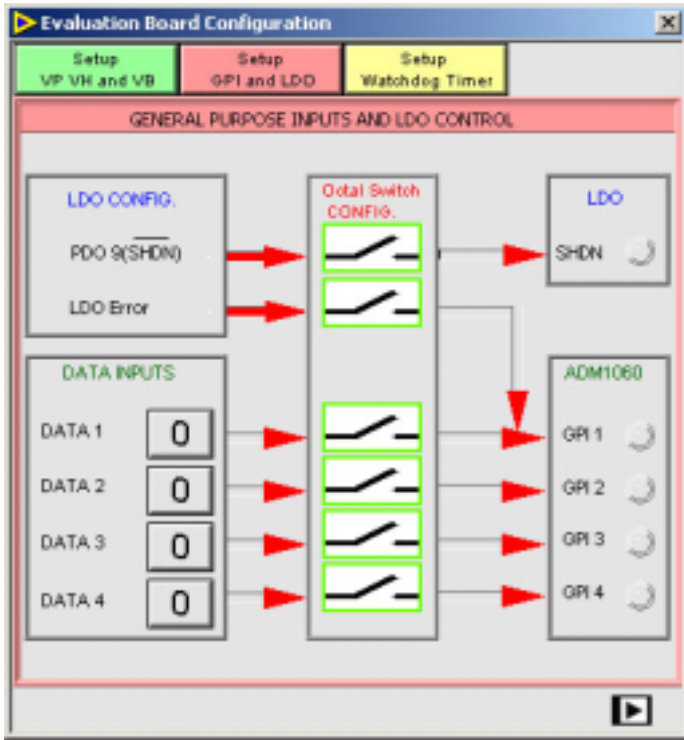 Evaluation Board Configuration
Setup
VP VH and VB
Setup
GPI and LDO
Setup
Watchdog Timer
GENERAL PURPOSE INPUTS AND LDO CONTROL
LDO CONFIG.
PDO 9(SHDN)
LDO Error
Octal Switch
CONFIG.
LDO
SHDN
DATA INPUTS
DATA 1 0
DATA 2 0
DATA 3 0
DATA 4 0
ADM1060
GPI 1
GPI 2
GPI 3
GPI 4